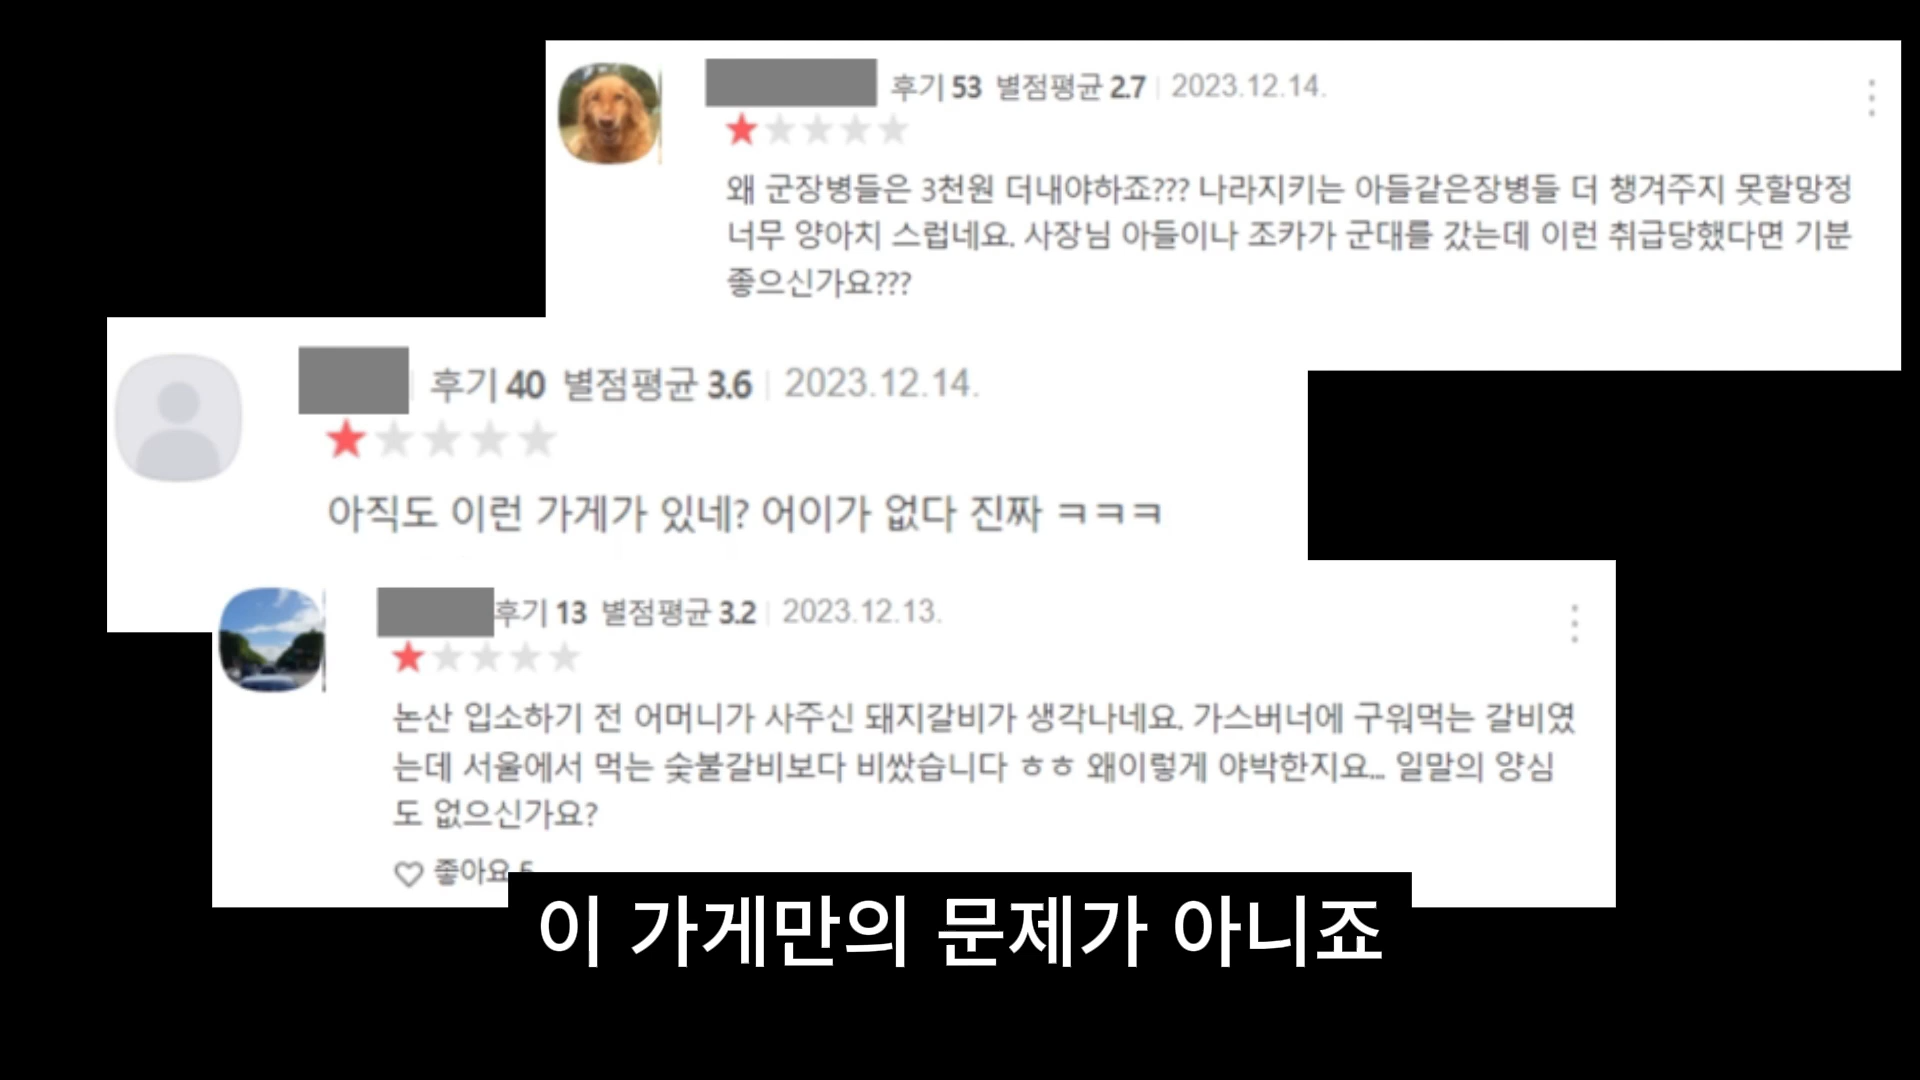 후기 53 별점평균 2.7 2023.12.14.
왜 군장병들은 3천원 더내야하죠??? 나라지키는 아들같은장병들 더 챙겨주지 못할망정
너무 양아치 스럽네요. 사장님 아들이나 조카가 군대를 갔는데 이런 취급당했다면 기분
좋으신가요???
후기 40 별점평균 3.6 2023.12.14.
아직도 이런 가게가 있네? 어이가 없다 진짜 ㅋㅋㅋ
후기 13 별점평균 3.2 2023.12.13.
논산 입소하기 전 어머니가 사주신 돼지갈비가 생각나네요. 가스버너에 구워먹는 갈비였
는데 서울에서 먹는 숯불갈비보다 비쌌습니다 ㅎㅎ 왜이렇게 야박한지요... 일말의 양심
도 없으신가요?
좋아요
이 가게만의 문제가 아니죠